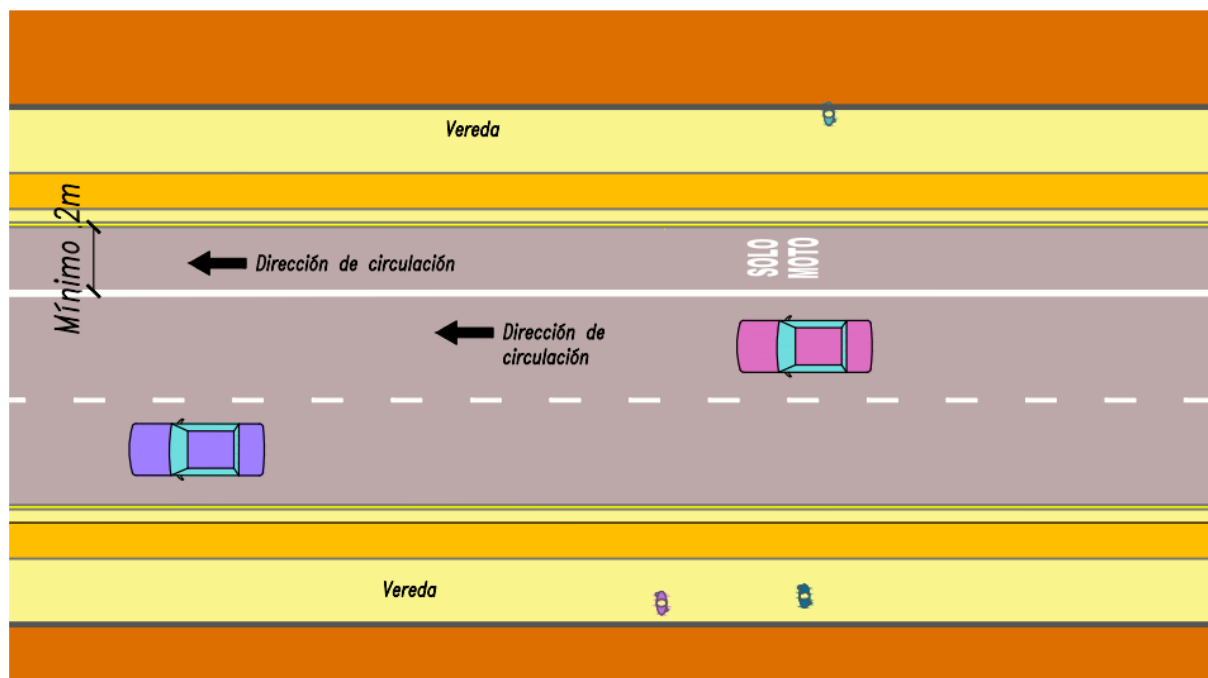 Vereda
Mínimo ,2m
Dirección de circulación
SOLO
MOTO
Dirección de
circulación
Vereda